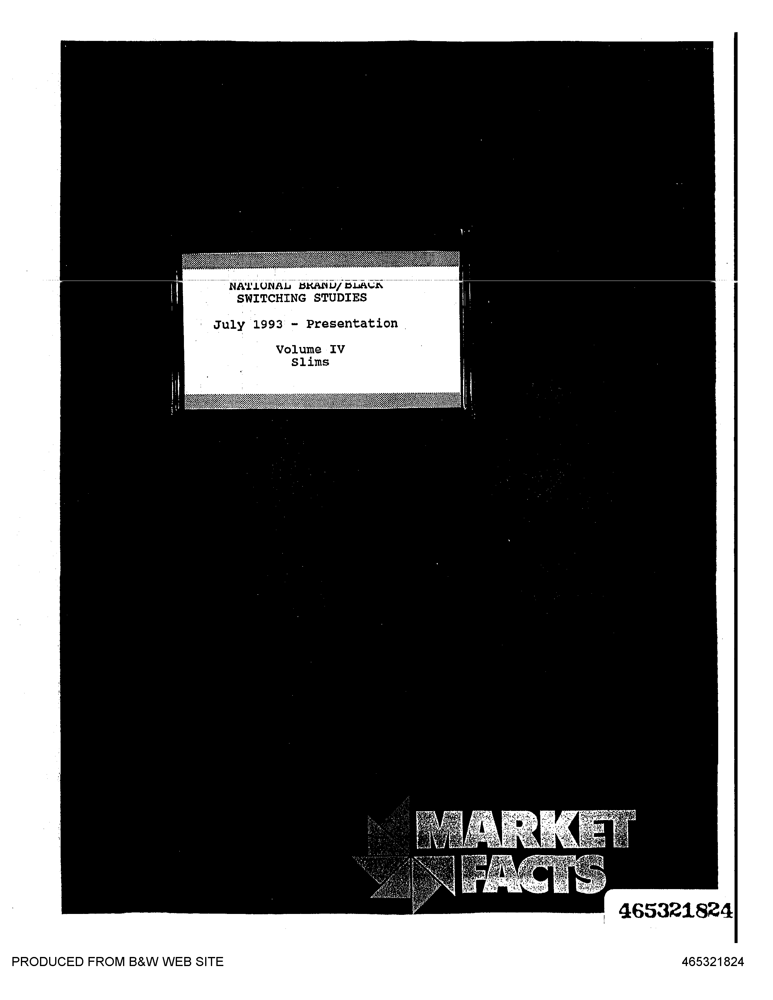 NATIONAL BRAND/BLACK
SWITCHING STUDIES
July 1993 - Presentation
Volume IV
Slims
MARKET
FACTS
465321824
PRODUCED FROM B&W WEB SITE
465321824